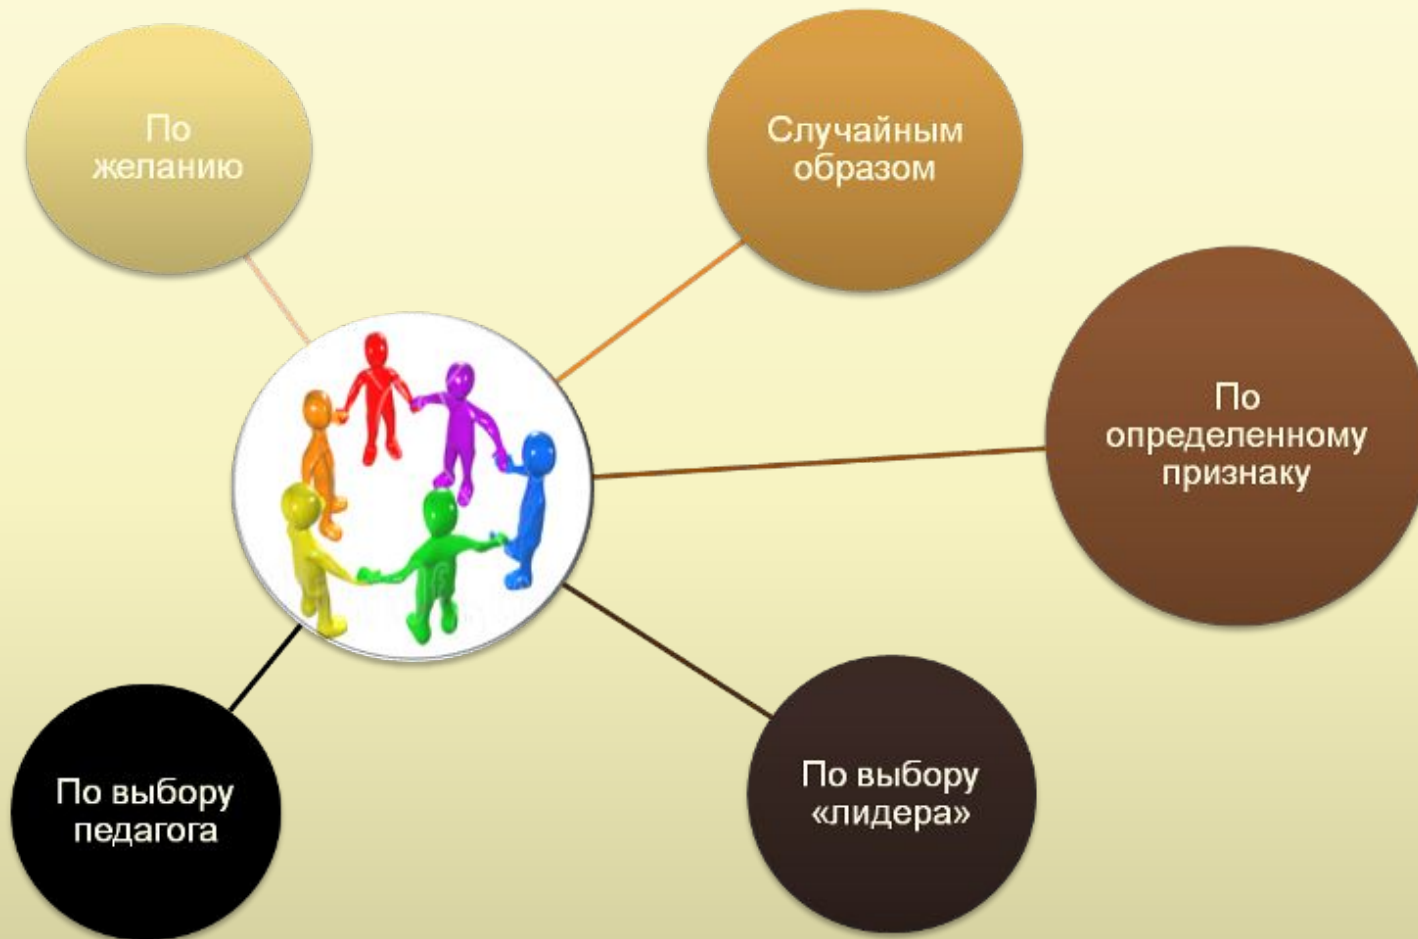 По
желанию
Случайным
образом
По
определенному
признаку
По выбору
«лидера»
По выбору
педагога